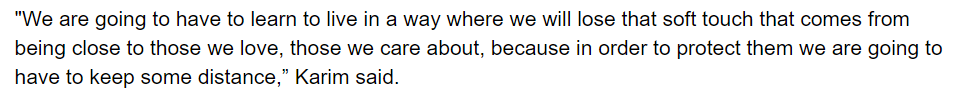 "We are going to have to learn to live in a way where we will lose that soft touch that comes from
being close to those we love, those we care about, because in order to protect them we are going to
have to keep some distance,” Karim said.